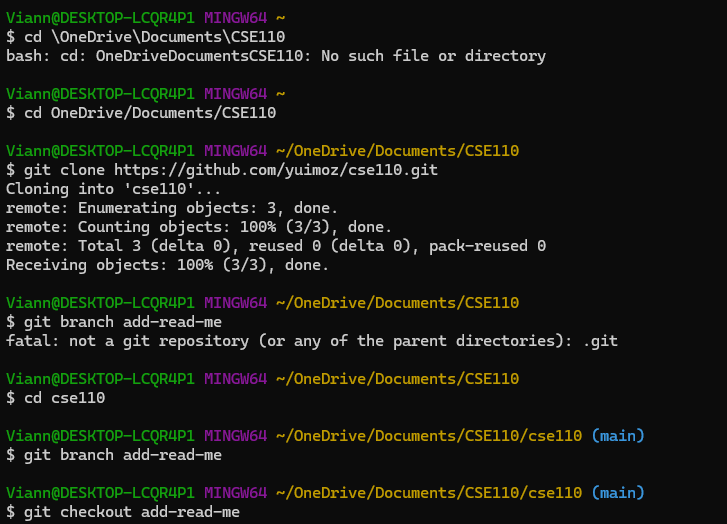 Viann@DESKTOP-LCQR4P1 MINGW64 ~
$ cd \OneDrive\Documents\CSE110
bash: cd: OneDriveDocumentsCSE110: No such file or directory
Viann@DESKTOP-LCQR4P1 MINGW64 ~
$ cd OneDrive/Documents/CSE110
Viann@DESKTOP-LCQR4P1 MINGW64 ~/OneDrive/Documents/CSE110
$ git clone https://github.com/yuimoz/cse110.git
Cloning into 'cse110'...
remote: Enumerating objects: 3, done.
remote: Counting objects: 100% (3/3), done.
remote: Total 3 (delta 0), reused 0 (delta 0), pack-reused 0
Receiving objects: 100% (3/3), done.
Viann@DESKTOP-LCQR4P1 MINGW64 ~/OneDrive/Documents/CSE110
$ git branch add-read-me
fatal: not a git repository (or any of the parent directories): .git
Viann@DESKTOP-LCQR4P1 MINGW64 ~/OneDrive/Documents/CSE110
$ cd cse110
Viann@DESKTOP-LCQR4P1 MINGW64 ~/OneDrive/Documents/CSE110/cse110 (main)
$ git branch add-read-me
Viann@DESKTOP-LCQR4P1 MINGW64 ~/OneDrive/Documents/CSE110/cse110 (main)
$ git checkout add-read-me